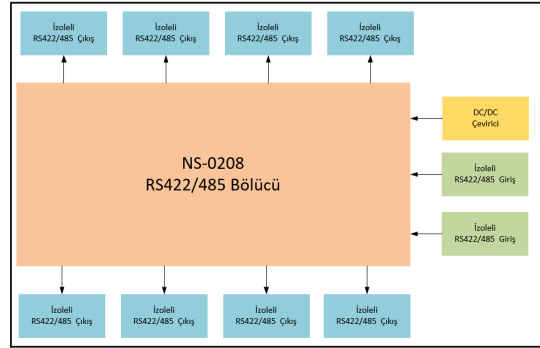 İzoleli
RS422/485 Çıkış
İzoleli
RS422/485 Çıkış
İzoleli
RS422/485 Çıkış
İzoleli
RS422/485 Çıkış
NS-0208
RS422/485 Bölücü
DC/DC
Çevirici
İzoleli
RS422/485 Giriş
İzoleli
RS422/485 Giriş
İzoleli
RS422/485 Çıkış
İzoleli
RS422/485 Çıkış
İzoleli
RS422/485 Çıkış
İzoleli
RS422/485 Çıkış